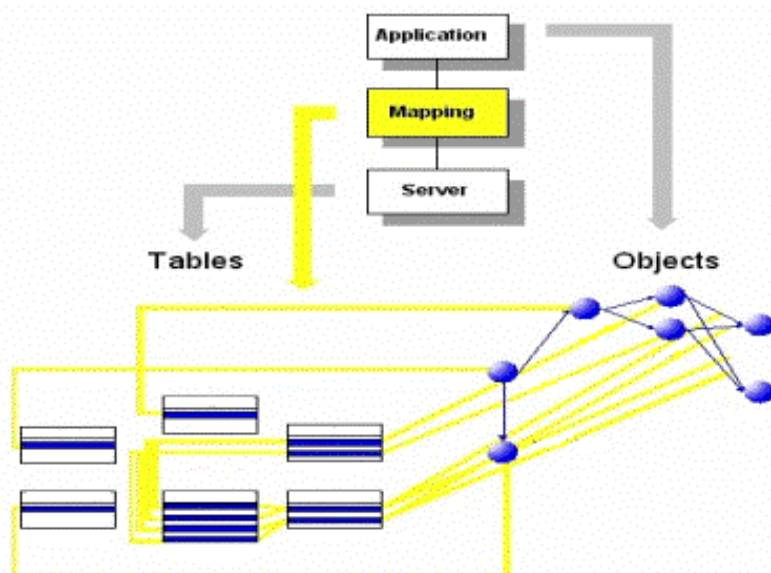 Application
Mapping
Server
Tables
Objects